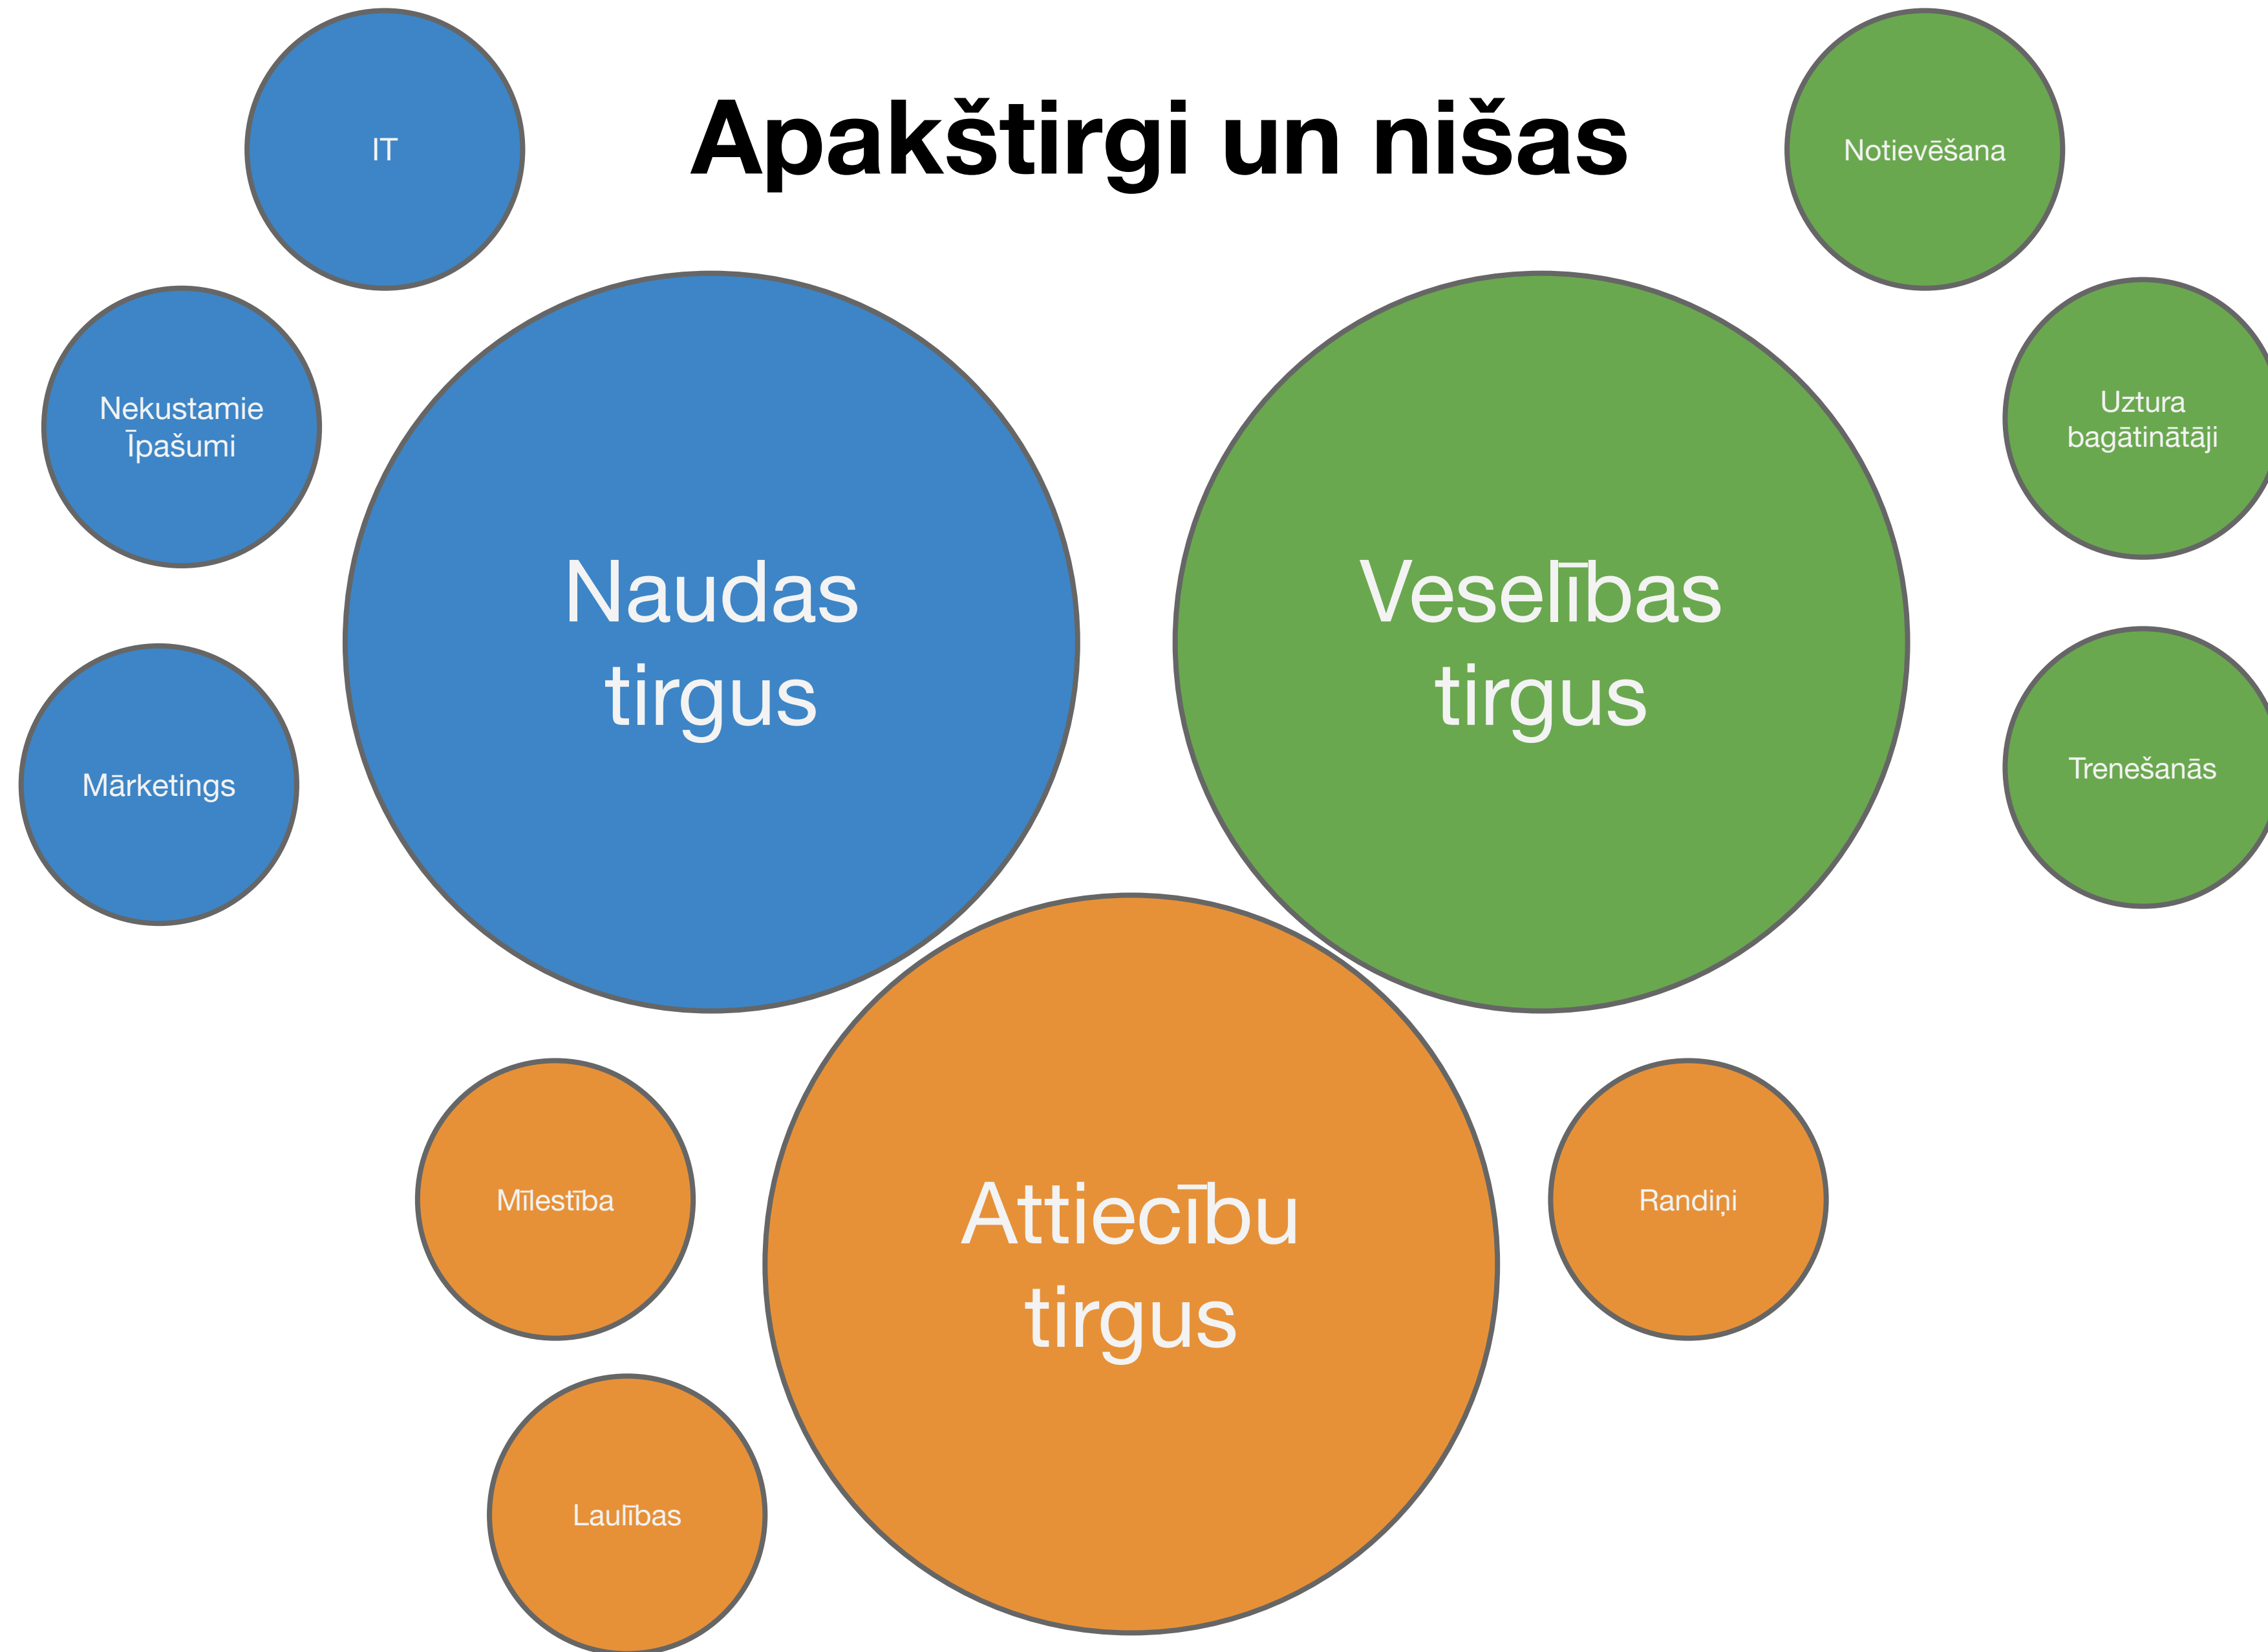 Apakštirgi un nišas
IT
Notievēšana
Nekustamie
Īpašumi
Uztura
bagātinātāji
Naudas
tirgus
Veselības
tirgus
Mārketings
Trenešanās
Mīlestība
Attiecību
tirgus
Randiņi
Laulības